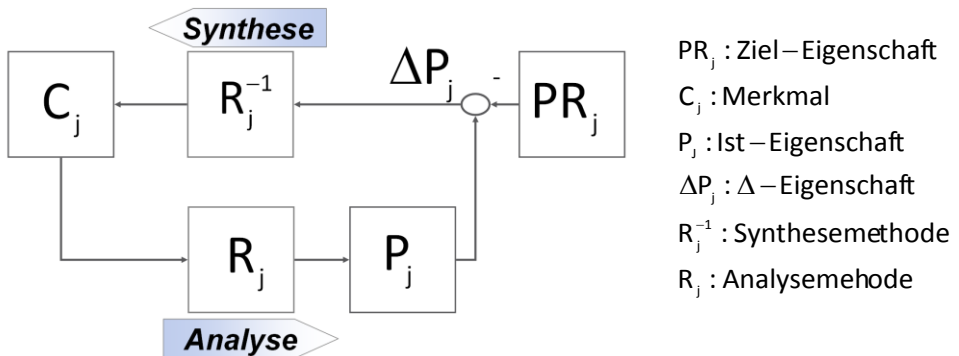 Synthese
C_j
R_j^{-1}
ΔP_j
-
PR_j
R_j
P_j
Analyse
PR_j : Ziel – Eigenschaft
C_j : Merkmal
P_J : Ist – Eigenschaft
ΔP_j : Δ – Eigenschaft
R_j^{-1} : Synthesemethode
R_j : Analysemehode